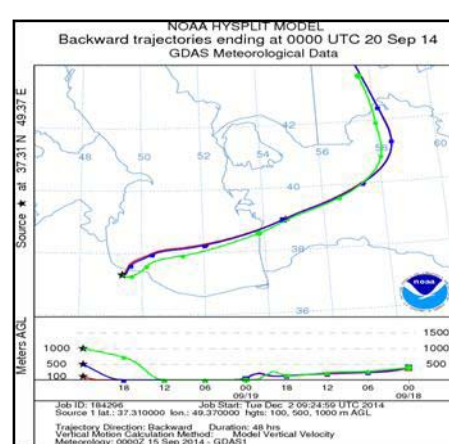 NOAA HYSPLIT MODEL
Backward trajectories ending at 0000 UTC 20 Sep 14
GDAS Meteorological Data
Source ★ at 37.31 N 49.37 E
48 50 52 54 56 58 60
42
40
38
36
noaa
Meters AGL
1500
1000 1000
500 500
100
18 12 06 00 18 12 06 00
09/19 09/18
Job ID: 184296 Job Start: Tue Dec 2 09:24:59 UTC 2014
Source 1 lat.: 37.310000 lon.: 49.370000 hgts: 100, 500, 1000 m AGL
Trajectory Direction: Backward Duration: 48 hrs
Vertical Motion Calculation Method: Model Vertical Velocity
Meteorology: 0000Z 15 Sep 2014 - GDAS1